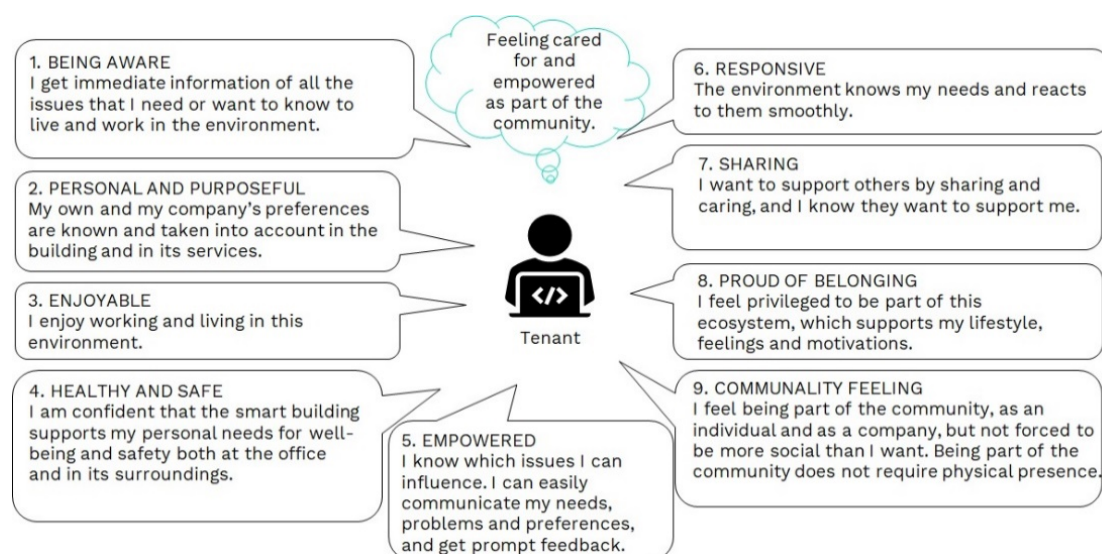 Feeling cared
for and
empowered
as part of the
community.
1. BEING AWARE
I get immediate information of all the
issues that I need or want to know to
live and work in the environment.
2. PERSONAL AND PURPOSEFUL
My own and my company's preferences
are known and taken into account in the
building and in its services.
3. ENJOYABLE
I enjoy working and living in this
environment.
4. HEALTHY AND SAFE
I am confident that the smart building
supports my personal needs for well-
being and safety both at the office
and in its surroundings.
5. EMPOWERED
I know which issues I can
influence. I can easily
communicate my needs,
problems and preferences,
and get prompt feedback.
6. RESPONSIVE
The environment knows my needs and reacts
to them smoothly.
7. SHARING
I want to support others by sharing and
caring, and I know they want to support me.
8. PROUD OF BELONGING
I feel privileged to be part of this
ecosystem, which supports my lifestyle,
feelings and motivations.
9. COMMUNALITY FEELING
I feel being part of the community, as an
individual and as a company, but not forced to
be more social than I want. Being part of the
community does not require physical presence.
</>
Tenant